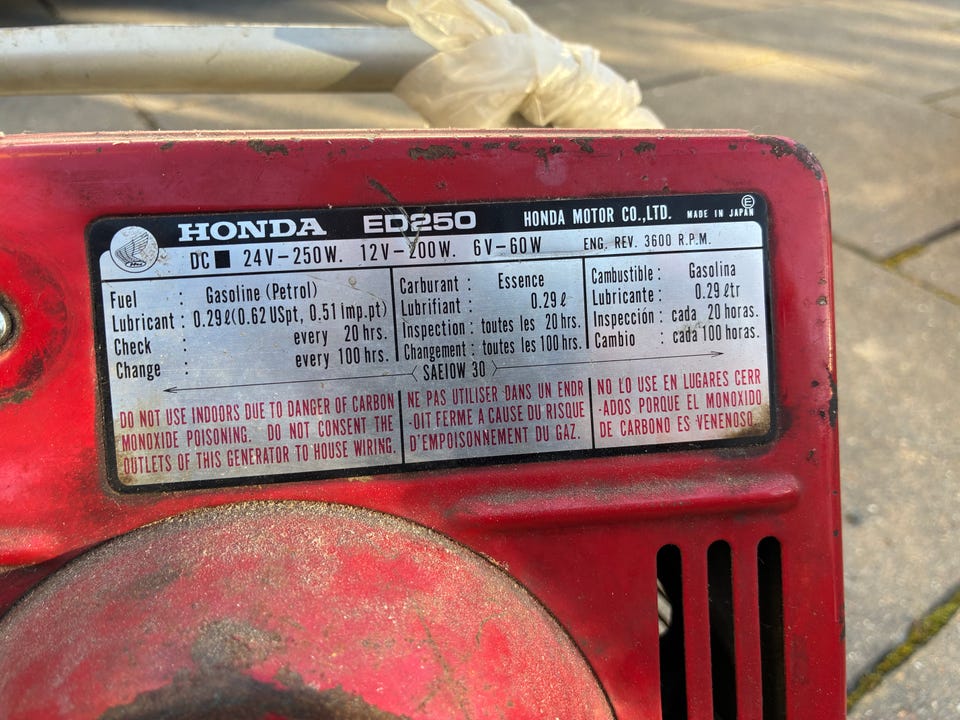 HONDA ED250 HONDA MOTOR CO.,LTD. MADE IN JAPAN E
DC ■ 24V-250W. 12V-200W. 6V-60W ENG. REV. 3600 R.P.M.
Fuel : Gasoline (Petrol)
Lubricant : 0.29ℓ(0.62 USpt, 0.51 Imp.pt)
Check : every 20 hrs.
Change : every 100 hrs.
Carburant : Essence
Lubrifiant : 0.29ℓ
Inspection : toutes les 20 hrs.
Changement : toutes les 100 hrs.
Combustible : Gasolina
Lubricante : 0.29 ℓtr
Inspección : cada 20 horas.
Cambio : cada 100 horas.
SAE10W 30
DO NOT USE INDOORS DUE TO DANGER OF CARBON
MONOXIDE POISONING. DO NOT CONSENT THE
OUTLETS OF THIS GENERATOR TO HOUSE WIRING.
NE PAS UTILISER DANS UN ENDR
-OIT FERME A CAUSE DU RISQUE
D'EMPOISONNEMENT DU GAZ.
NO LO USE EN LUGARES CERR
-ADOS PORQUE EL MONOXIDO
DE CARBONO ES VENENOSO.